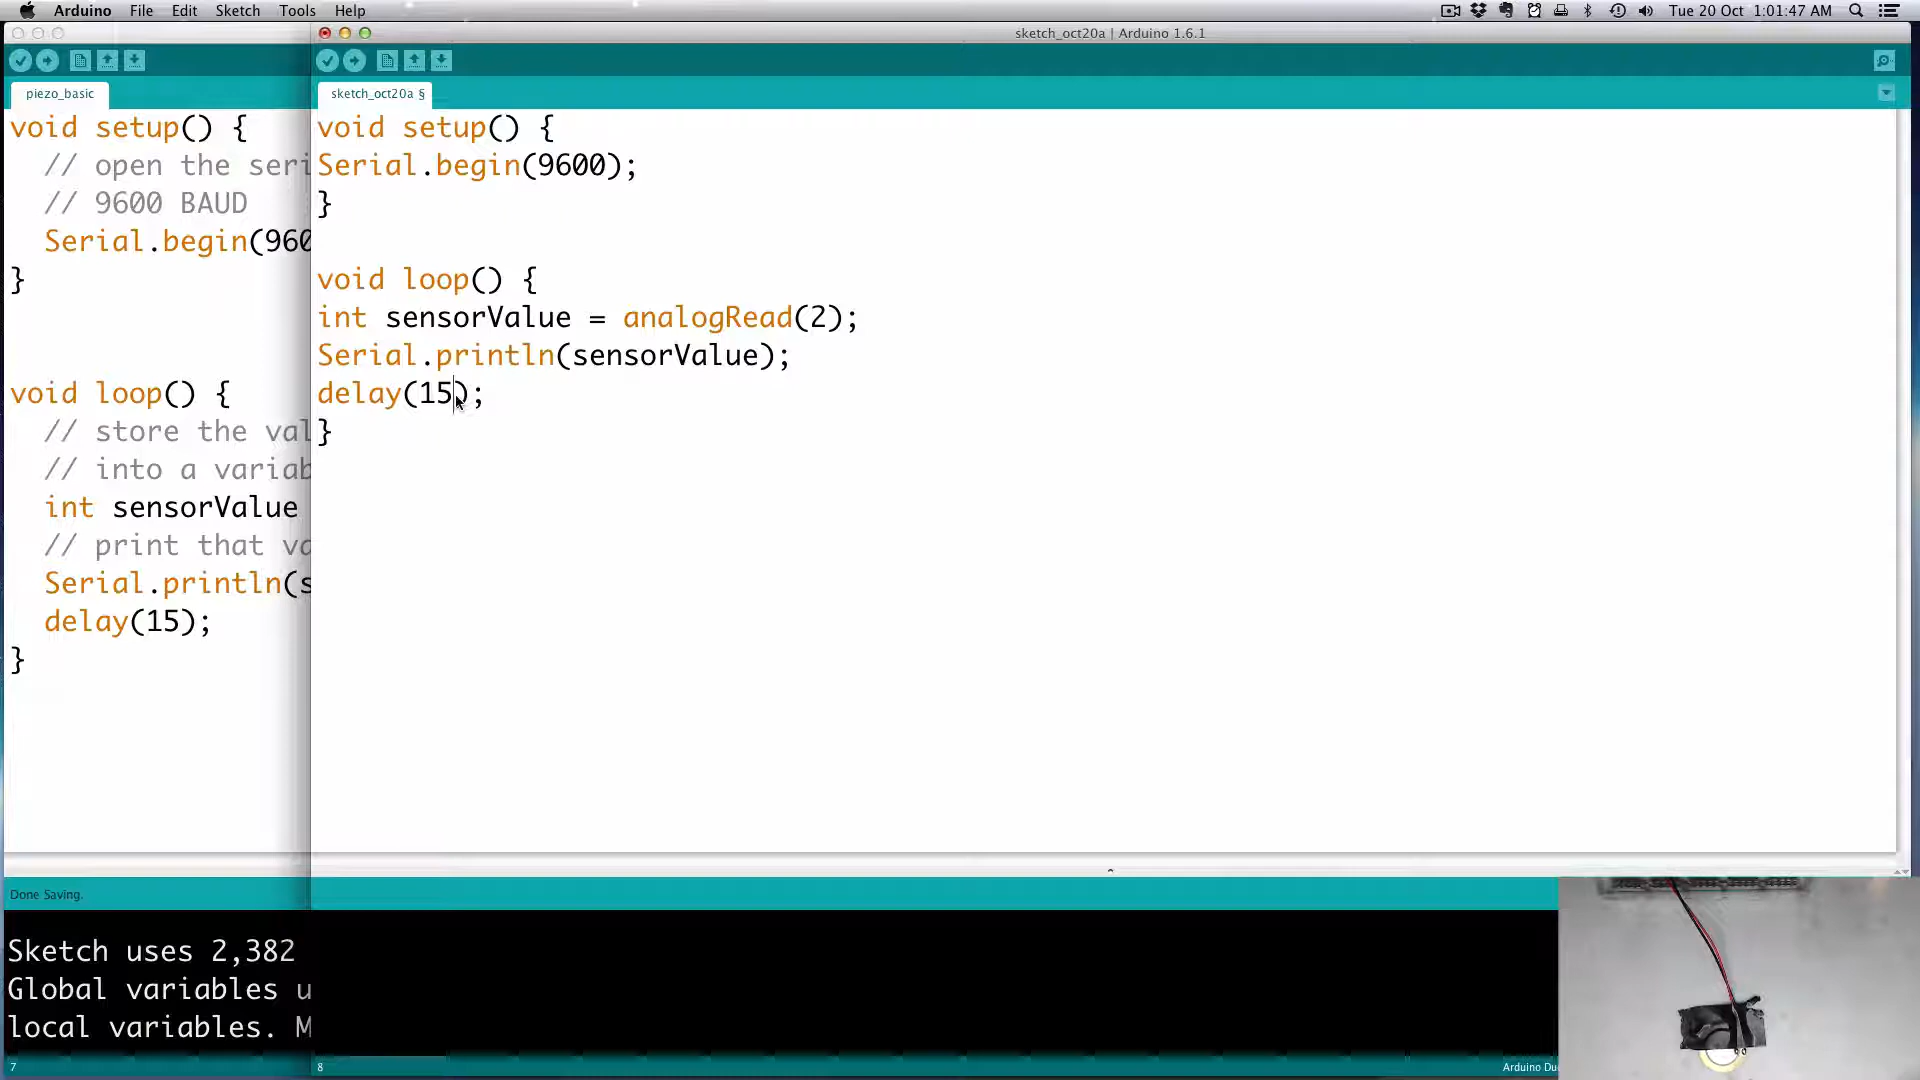 Arduino File Edit Sketch Tools Help Tue 20 Oct 1:01:47 AM
sketch_oct20a | Arduino 1.6.1
piezo_basic
void setup() {
// open the seri
// 9600 BAUD
Serial.begin(960
}
void loop() {
// store the val
// into a variab
int sensorValue
// print that va
Serial.println(s
delay(15);
}
Done Saving.
Sketch uses 2,382
Global variables u
local variables. M
7
sketch_oct20a §
void setup() {
Serial.begin(9600);
}
void loop() {
int sensorValue = analogRead(2);
Serial.println(sensorValue);
delay(15);
}
8
Arduino Du